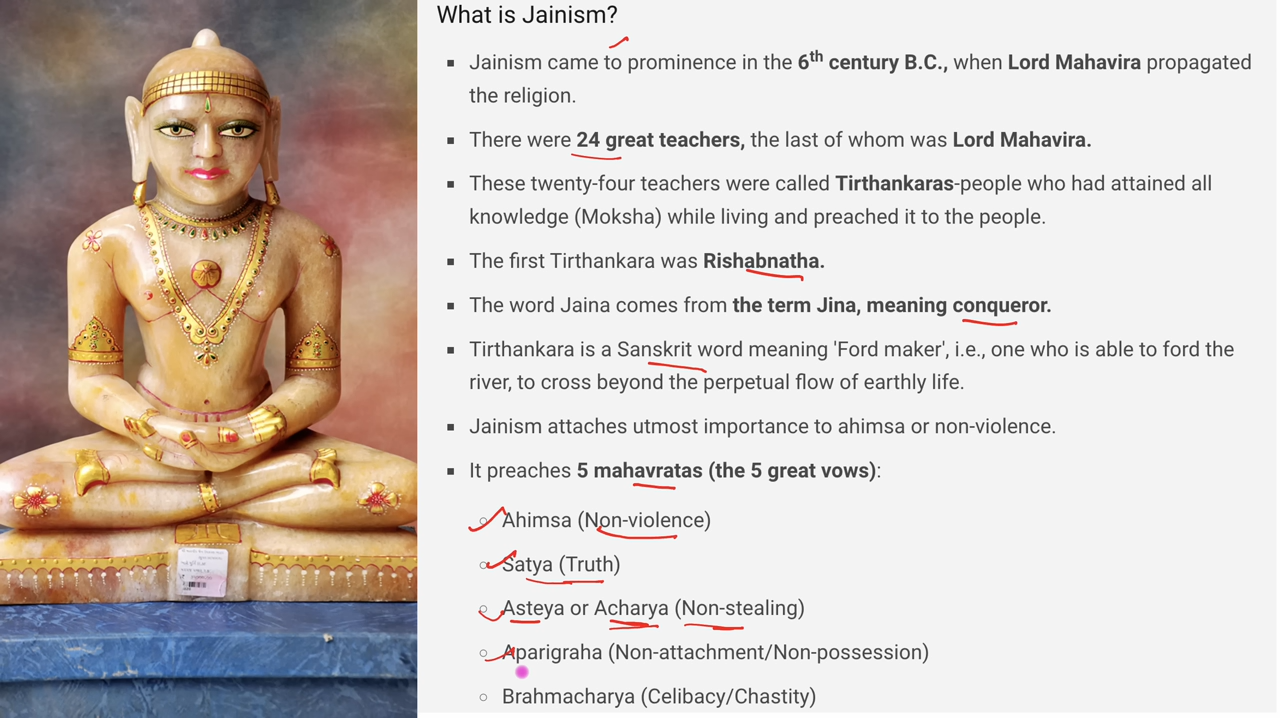 What is Jainism?
Jainism came to prominence in the 6th century B.C., when Lord Mahavira propagated
the religion.
There were 24 great teachers, the last of whom was Lord Mahavira.
These twenty-four teachers were called Tirthankaras-people who had attained all
knowledge (Moksha) while living and preached it to the people.
The first Tirthankara was Rishabnatha.
The word Jaina comes from the term Jina, meaning conqueror.
Tirthankara is a Sanskrit word meaning 'Ford maker', i.e., one who is able to ford the
river, to cross beyond the perpetual flow of earthly life.
Jainism attaches utmost importance to ahimsa or non-violence.
It preaches 5 mahavratas (the 5 great vows):
Ahimsa (Non-violence)
Satya (Truth)
Asteya or Acharya (Non-stealing)
Aparigraha (Non-attachment/Non-possession)
Brahmacharya (Celibacy/Chastity)